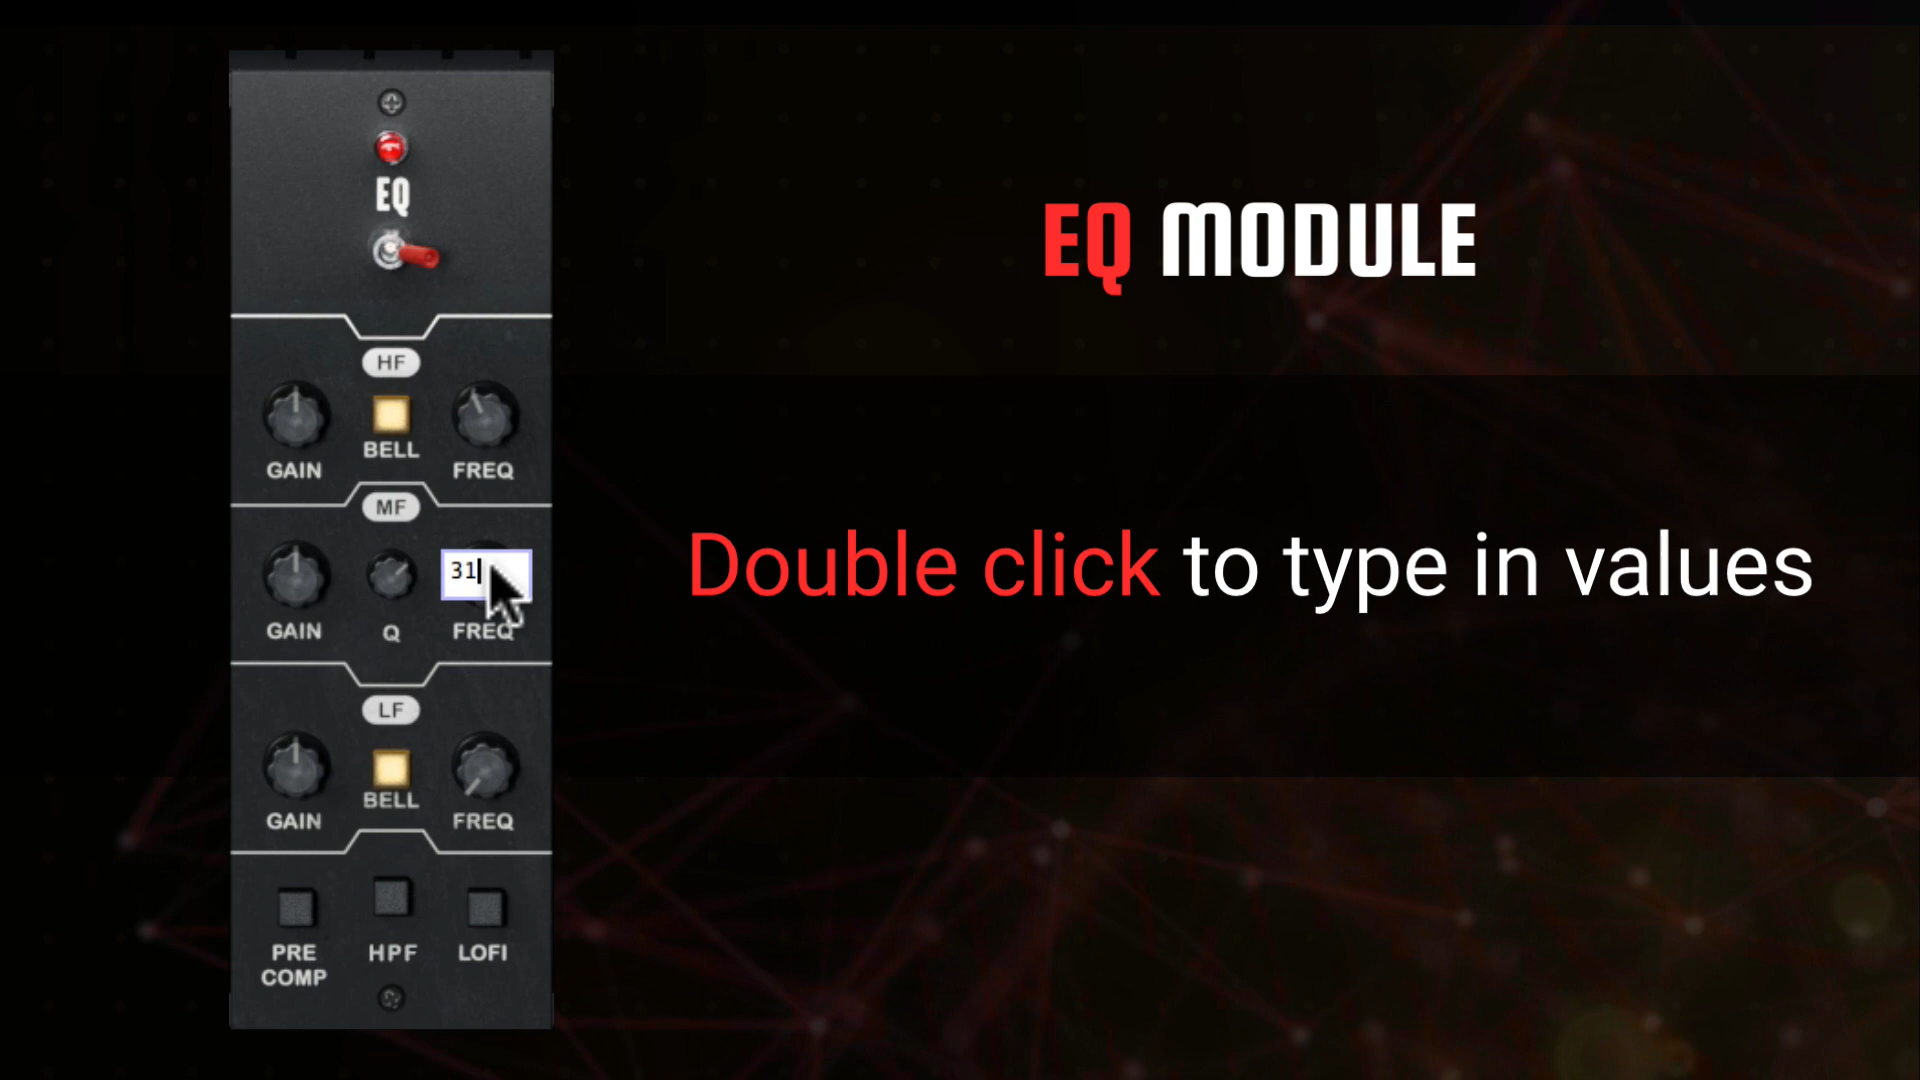 EQ
HF
BELL
GAIN FREQ
MF
31
GAIN Q FREQ
LF
BELL
GAIN FREQ
PRE COMP HPF LOFI
EQ MODULE
Double click to type in values